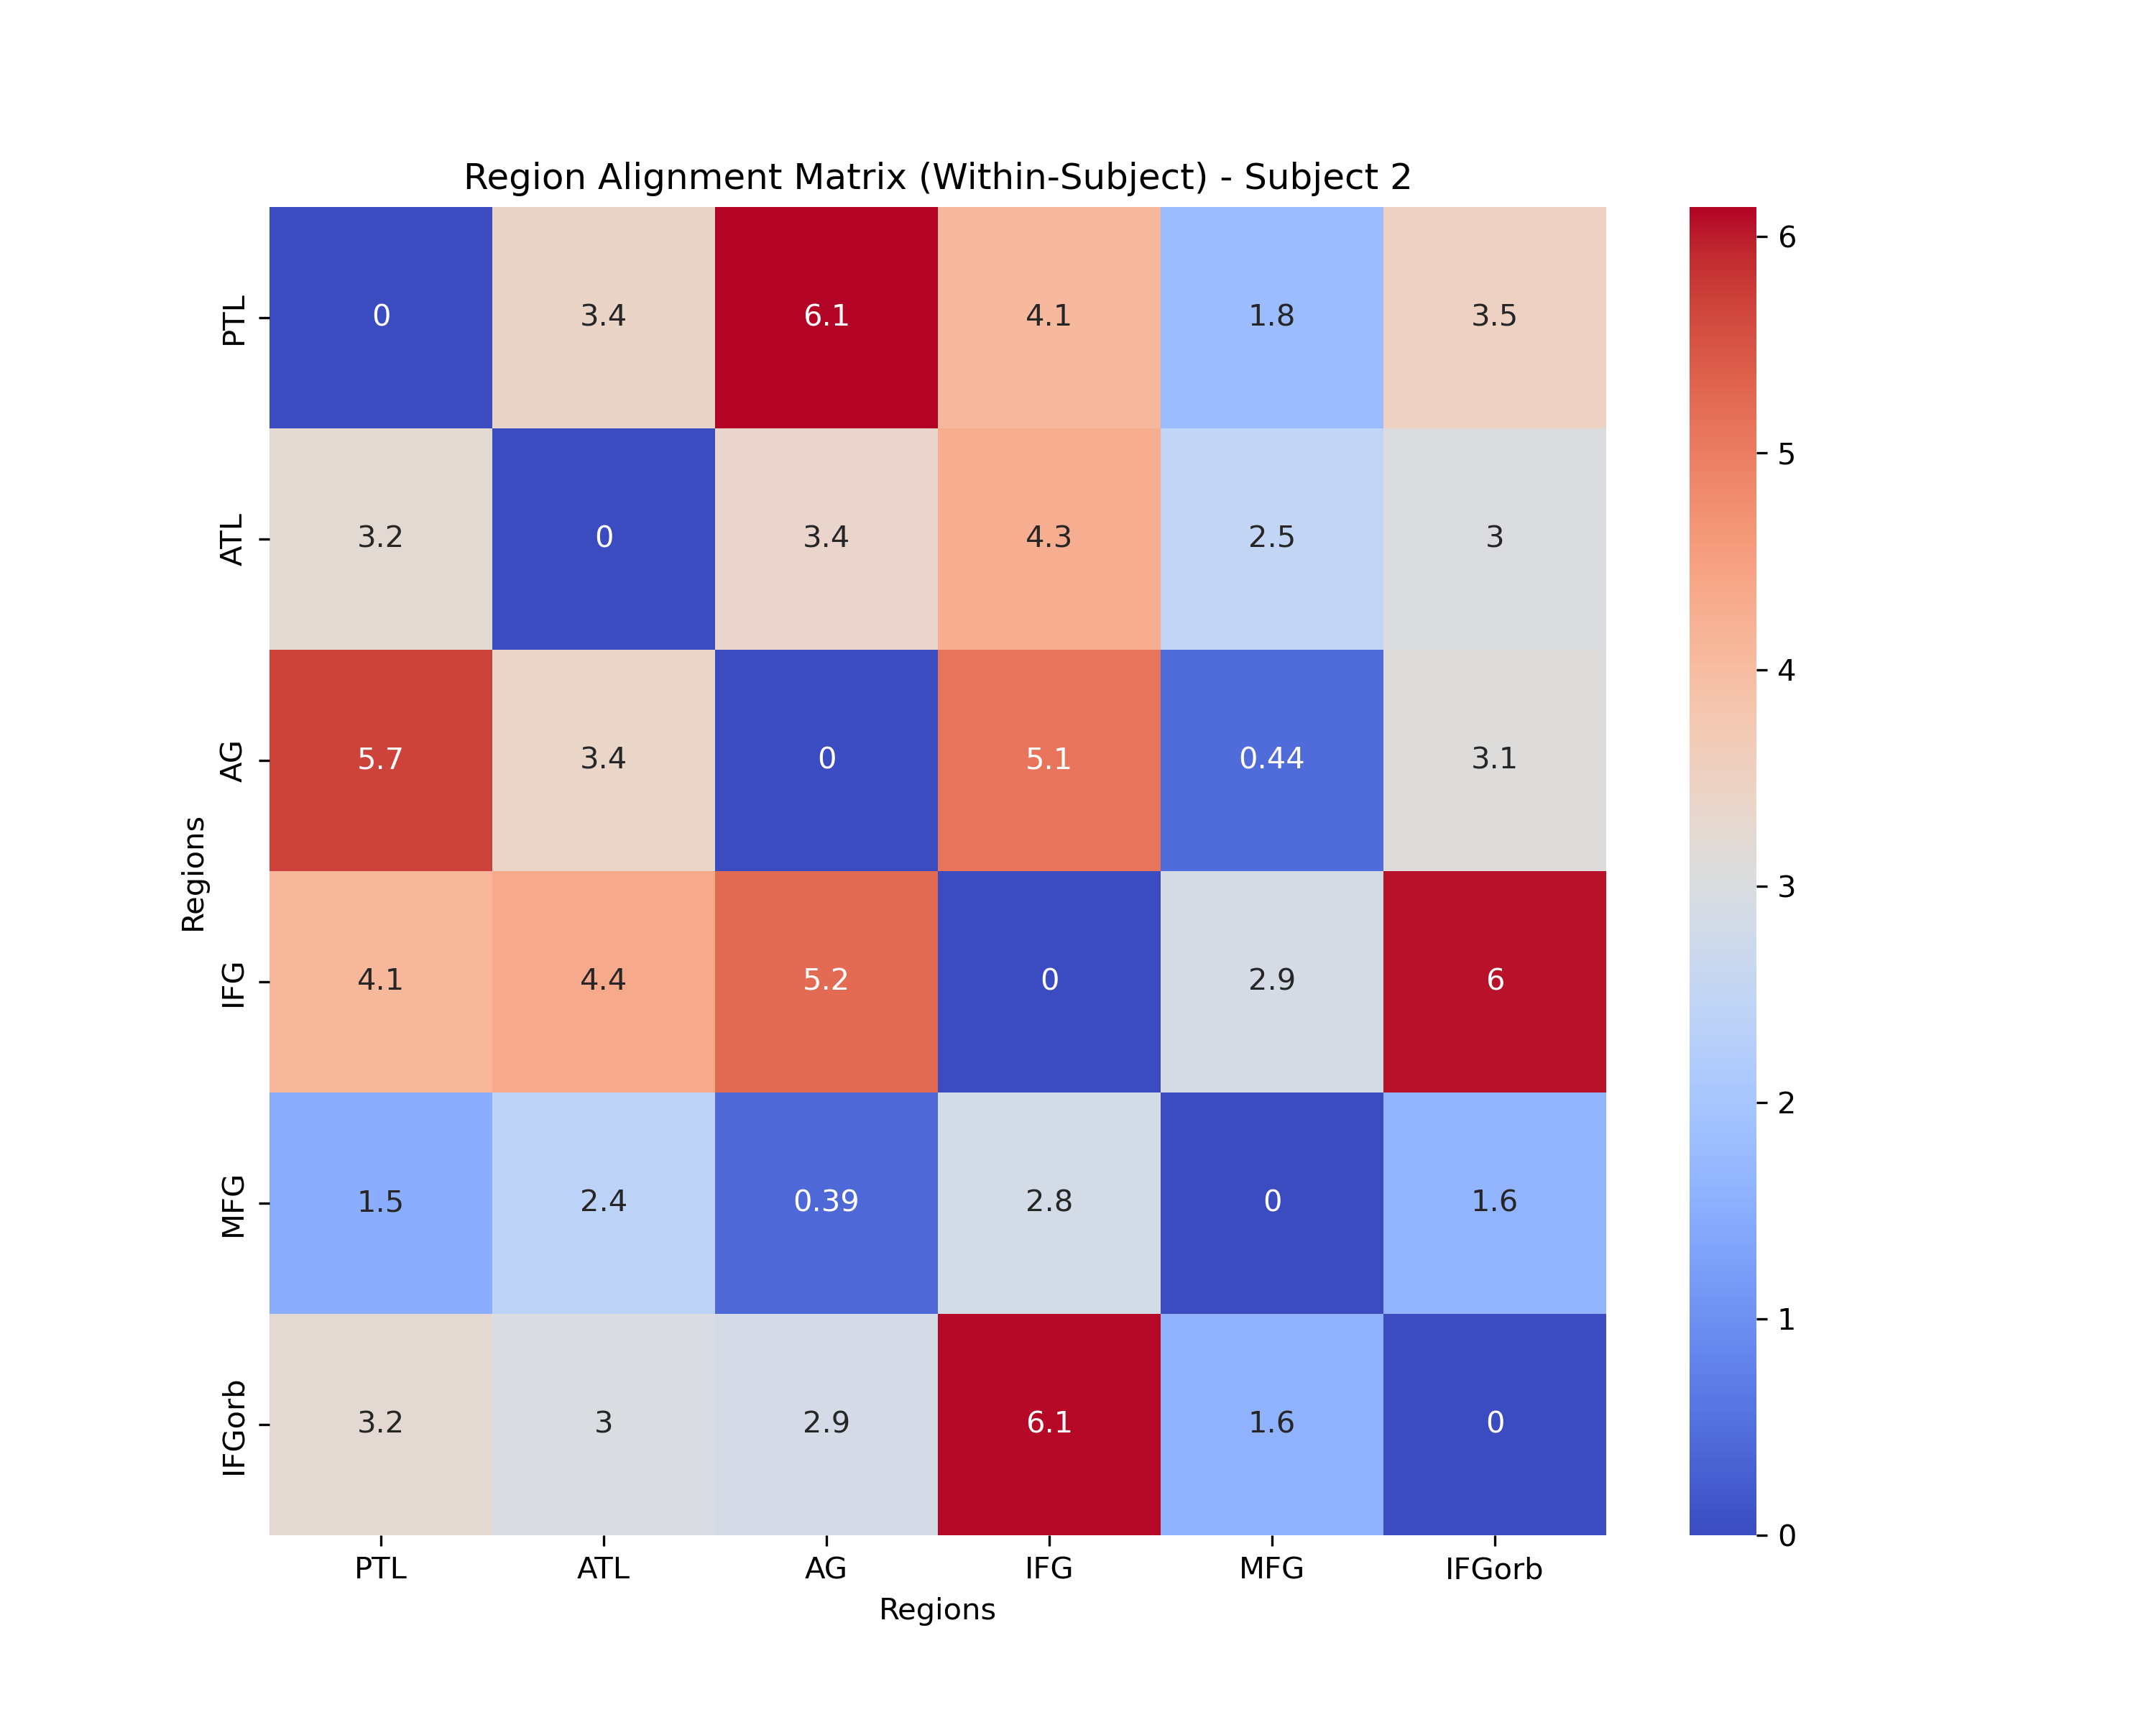 Region Alignment Matrix (Within-Subject) - Subject 2
Regions
PTL 0 3.4 6.1 4.1 1.8 3.5
ATL 3.2 0 3.4 4.3 2.5 3
AG 5.7 3.4 0 5.1 0.44 3.1
IFG 4.1 4.4 5.2 0 2.9 6
MFG 1.5 2.4 0.39 2.8 0 1.6
IFGorb 3.2 3 2.9 6.1 1.6 0
PTL ATL AG IFG MFG IFGorb
Regions
6
5
4
3
2
1
0